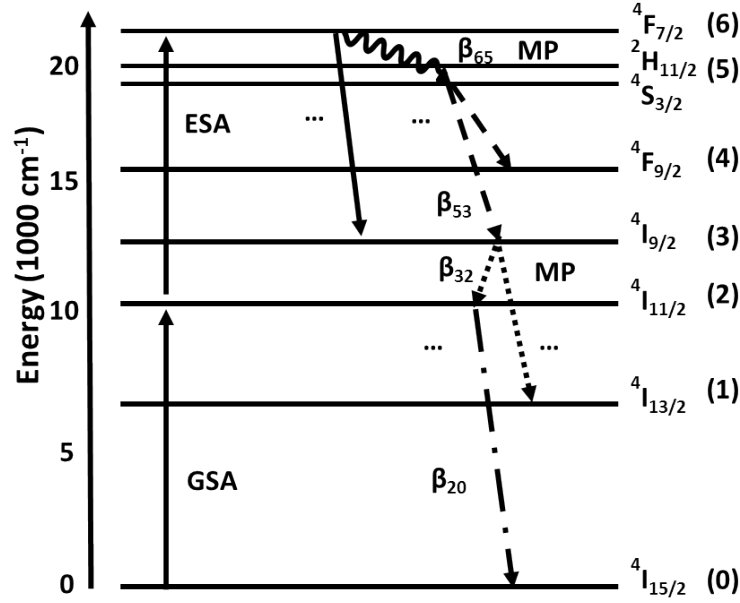 ⁴F₇/₂ (6)
β₆₅ MP
²H₁₁/₂ (5)
20
⁴S₃/₂
ESA
... ...
⁴F₉/₂ (4)
15
β₅₃
⁴I₉/₂ (3)
β₃₂ MP
⁴I₁₁/₂ (2)
10
... ...
⁴I₁₃/₂ (1)
5
GSA
β₂₀
0
⁴I₁₅/₂ (0)
Energy (1000 cm⁻¹)